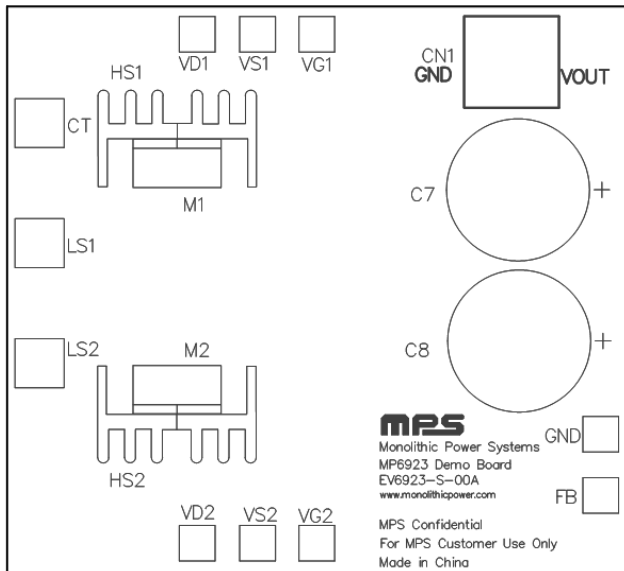 VD1 VS1 VG1
HS1
CT
M1
LS1
LS2
M2
HS2
VD2 VS2 VG2
CN1
GND
VOUT
C7
+
C8
+
MPS
Monolithic Power Systems
MP6923 Demo Board
EV6923-S-00A
www.monolithicpower.com
GND
FB
MPS Confidential
For MPS Customer Use Only
Made in China